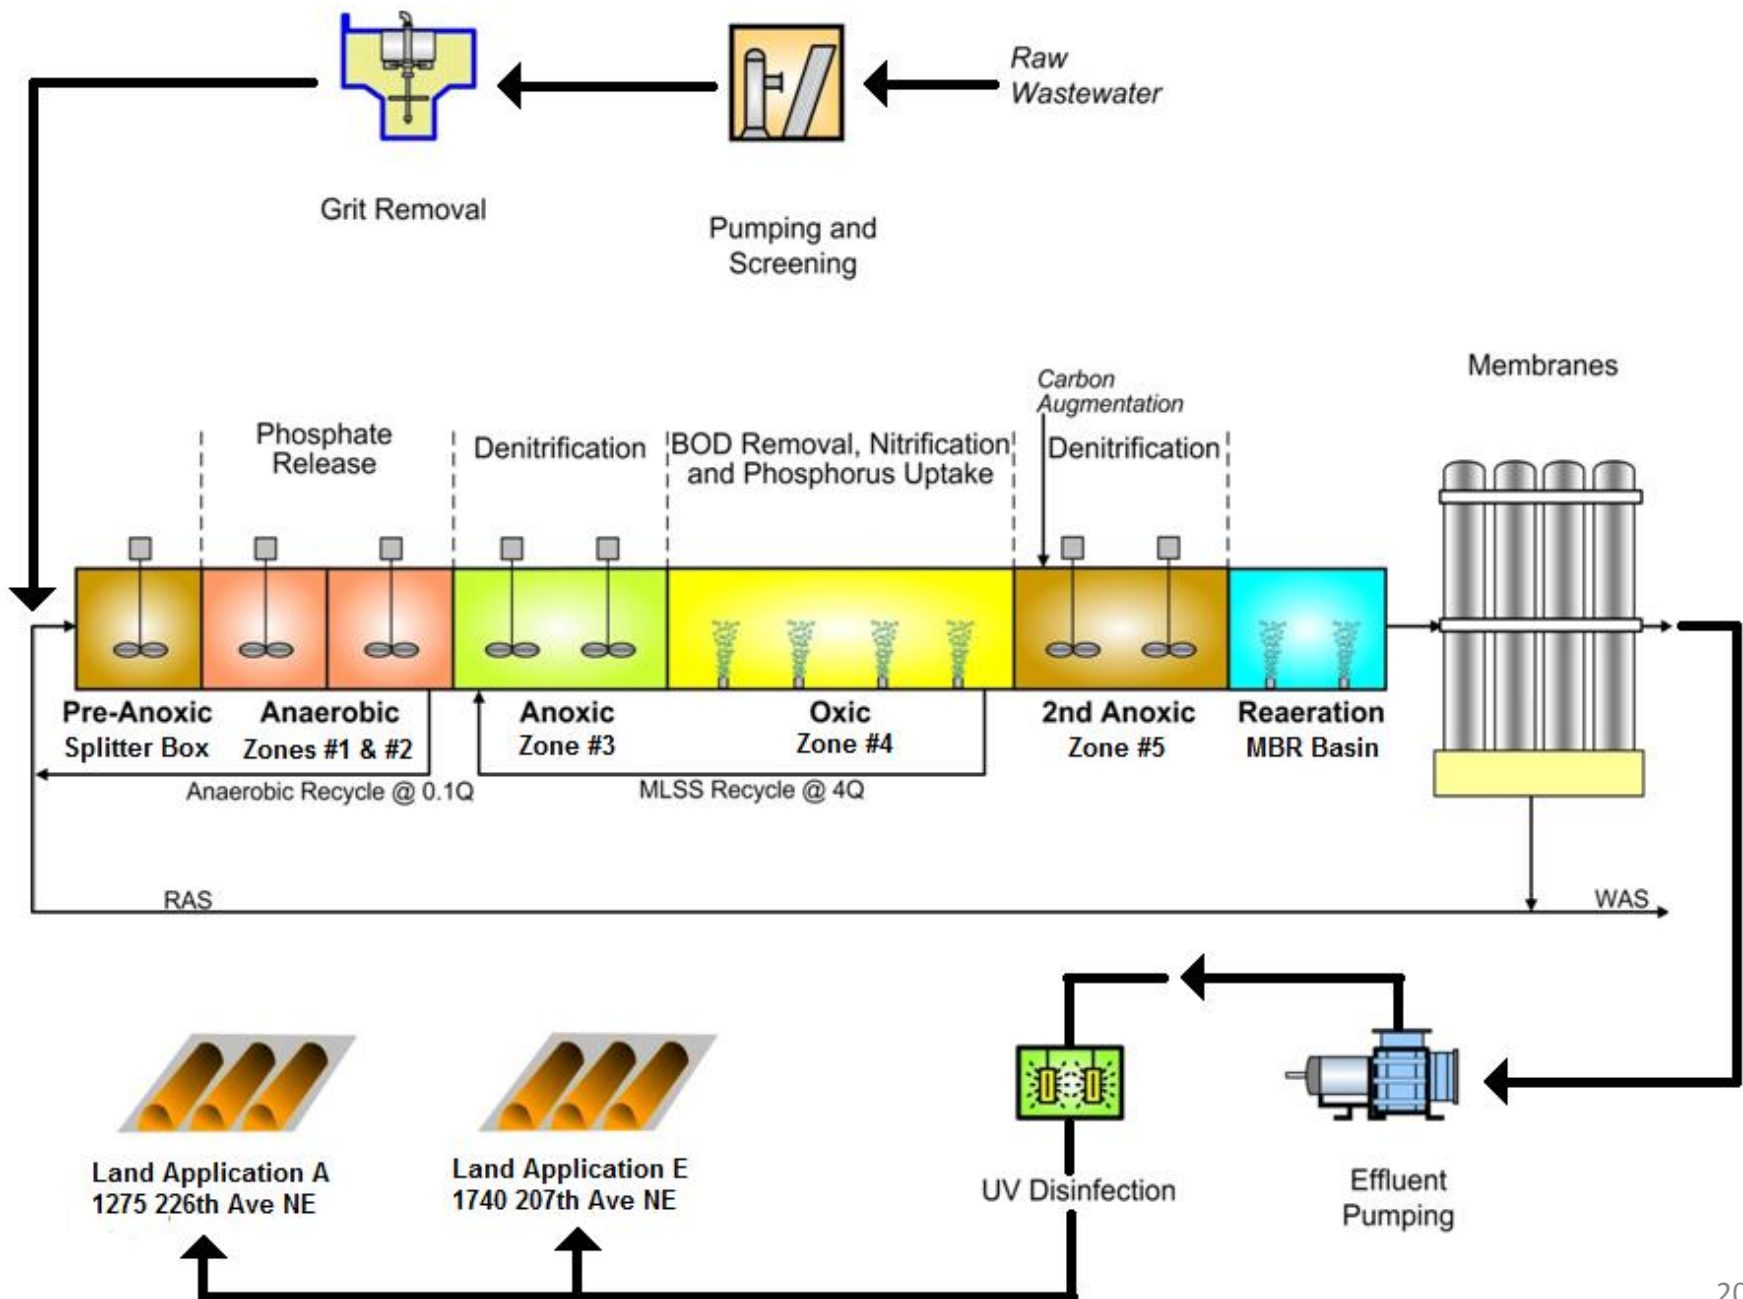 Raw
Wastewater
Grit Removal
Pumping and
Screening
Membranes
Carbon
Augmentation
Phosphate
Release
Denitrification
BOD Removal, Nitrification
and Phosphorus Uptake
Denitrification
Pre-Anoxic
Splitter Box
Anaerobic
Zones #1 & #2
Anoxic
Zone #3
Oxic
Zone #4
2nd Anoxic
Zone #5
Reaeration
MBR Basin
Anaerobic Recycle @ 0.1Q
MLSS Recycle @ 4Q
RAS
WAS
Land Application A
1275 226th Ave NE
Land Application E
1740 207th Ave NE
UV Disinfection
Effluent
Pumping
20